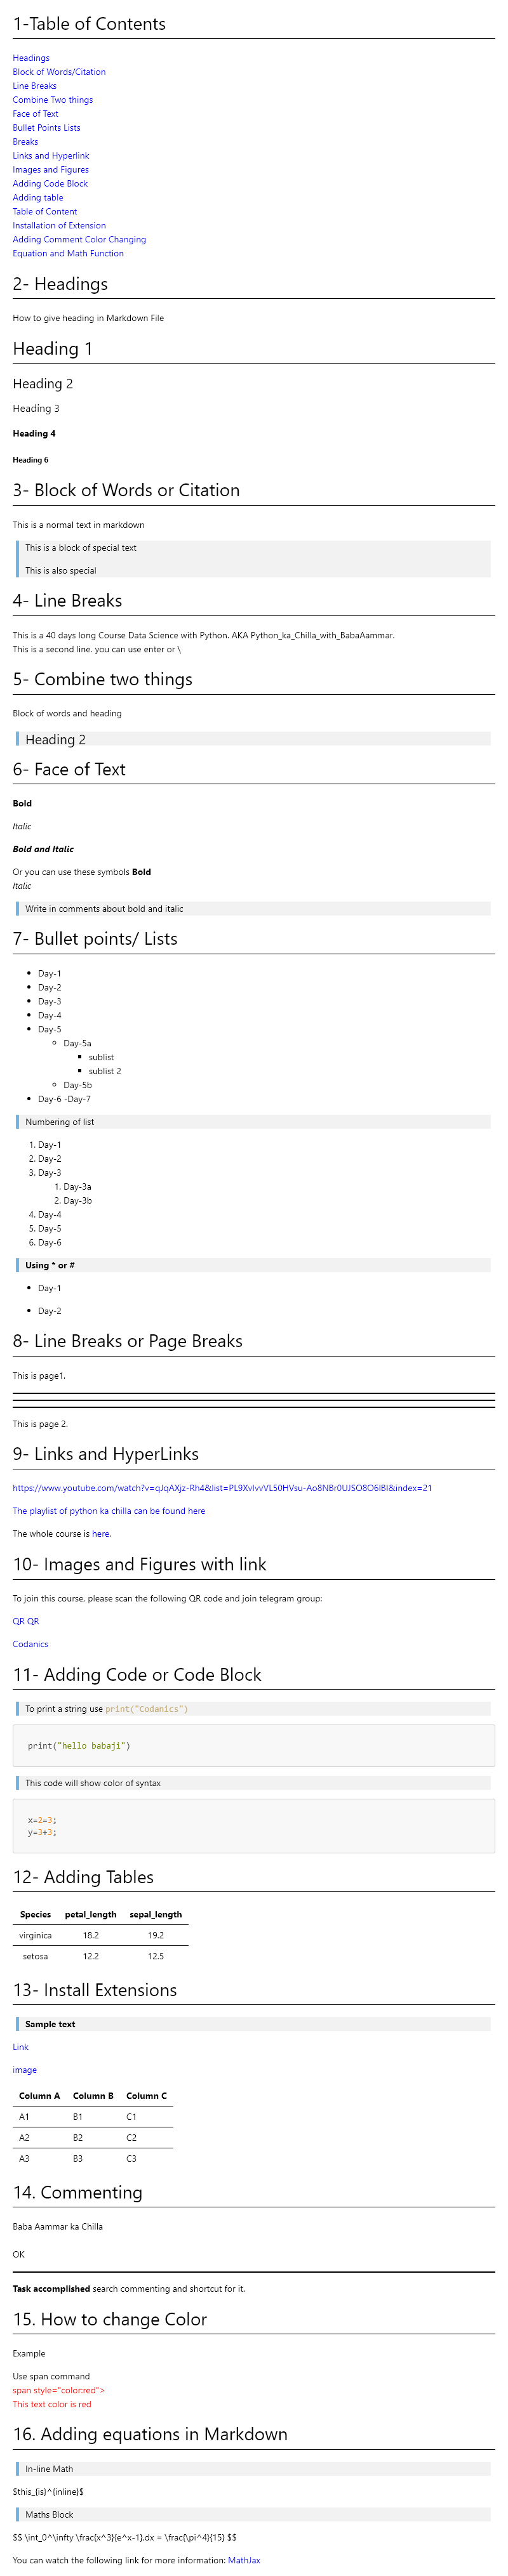 1-Table of Contents
Headings
Block of Words/Citation
Line Breaks
Combine Two things
Face of Text
Bullet Points Lists
Breaks
Links and Hyperlink
Images and Figures
Adding Code Block
Adding table
Table of Content
Installation of Extension
Adding Comment Color Changing
Equation and Math Function
2- Headings
How to give heading in Markdown File
Heading 1
Heading 2
Heading 3
Heading 4
Heading 6
3- Block of Words or Citation
This is a normal text in markdown
This is a block of special text
This is also special
4- Line Breaks
This is a 40 days long Course Data Science with Python. AKA Python_ka_Chilla_with_BabaAammar.
This is a second line. you can use enter or \
5- Combine two things
Block of words and heading
Heading 2
6- Face of Text
Bold
Italic
Bold and Italic
Or you can use these symbols Bold
Italic
Write in comments about bold and italic
7- Bullet points/ Lists
• Day-1
• Day-2
• Day-3
• Day-4
• Day-5
◦ Day-5a
▪ sublist
▪ sublist 2
◦ Day-5b
• Day-6 -Day-7
Numbering of list
1. Day-1
2. Day-2
3. Day-3
1. Day-3a
2. Day-3b
4. Day-4
5. Day-5
6. Day-6
Using * or #
• Day-1
• Day-2
8- Line Breaks or Page Breaks
This is page1.
This is page 2.
9- Links and HyperLinks
https://www.youtube.com/watch?v=qJqAXjz-Rh4&list=PL9XvIvvVL50HVsu-Ao8NBr0UJSO8O6lBI&index=21
The playlist of python ka chilla can be found here
The whole course is here.
10- Images and Figures with link
To join this course, please scan the following QR code and join telegram group:
QR QR
Codanics
11- Adding Code or Code Block
To print a string use print("Codanics")
print("hello babaji")
This code will show color of syntax
x=2=3;
y=3+3;
12- Adding Tables
Species petal_length sepal_length
virginica 18.2 19.2
setosa 12.2 12.5
13- Install Extensions
Sample text
Link
image
Column A Column B Column C
A1 B1 C1
A2 B2 C2
A3 B3 C3
14. Commenting
Baba Aammar ka Chilla
OK
Task accomplished search commenting and shortcut for it.
15. How to change Color
Example
Use span command
span style="color:red">
This text color is red
16. Adding equations in Markdown
In-line Math
$this_{is}^{inline}$
Maths Block
$$ \int_0^\infty \frac{x^3}{e^x-1},dx = \frac{\pi^4}{15} $$
You can watch the following link for more information: MathJax